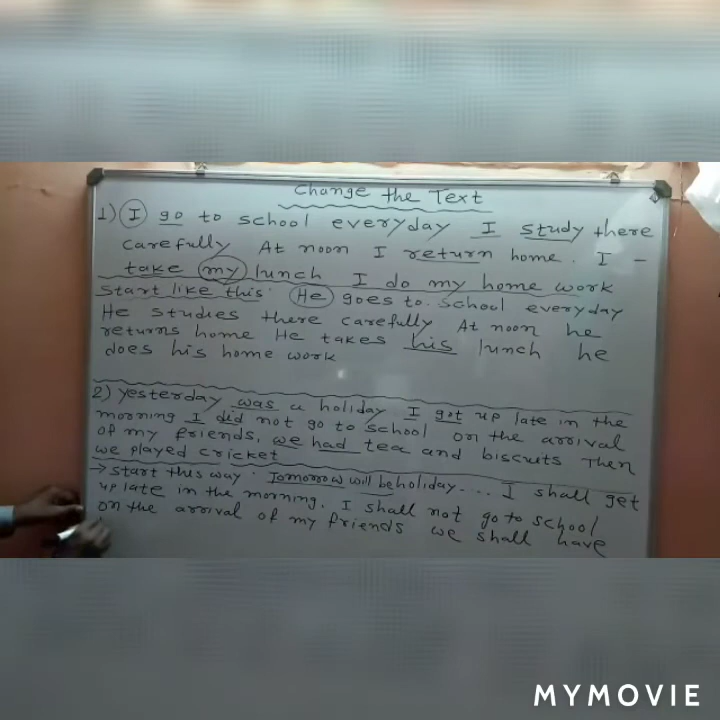 Change the Text
1) I go to school everyday I study there
carefully At noon I return home. I -
take my lunch I do my home work
Start like this: He goes to school everyday
He studies there carefully At noon he
returns home He takes his lunch he
does his home work
2) Yesterday was a holiday I got up late in the
morning I did not go to school on the arrival
of my friends, we had tea and biscuits Then
we played cricket
→ Start this way. Tomorrow will be holiday.... I shall get
up late in the morning. I shall not go to school
on the arrival of my friends we shall have
MYMOVIE